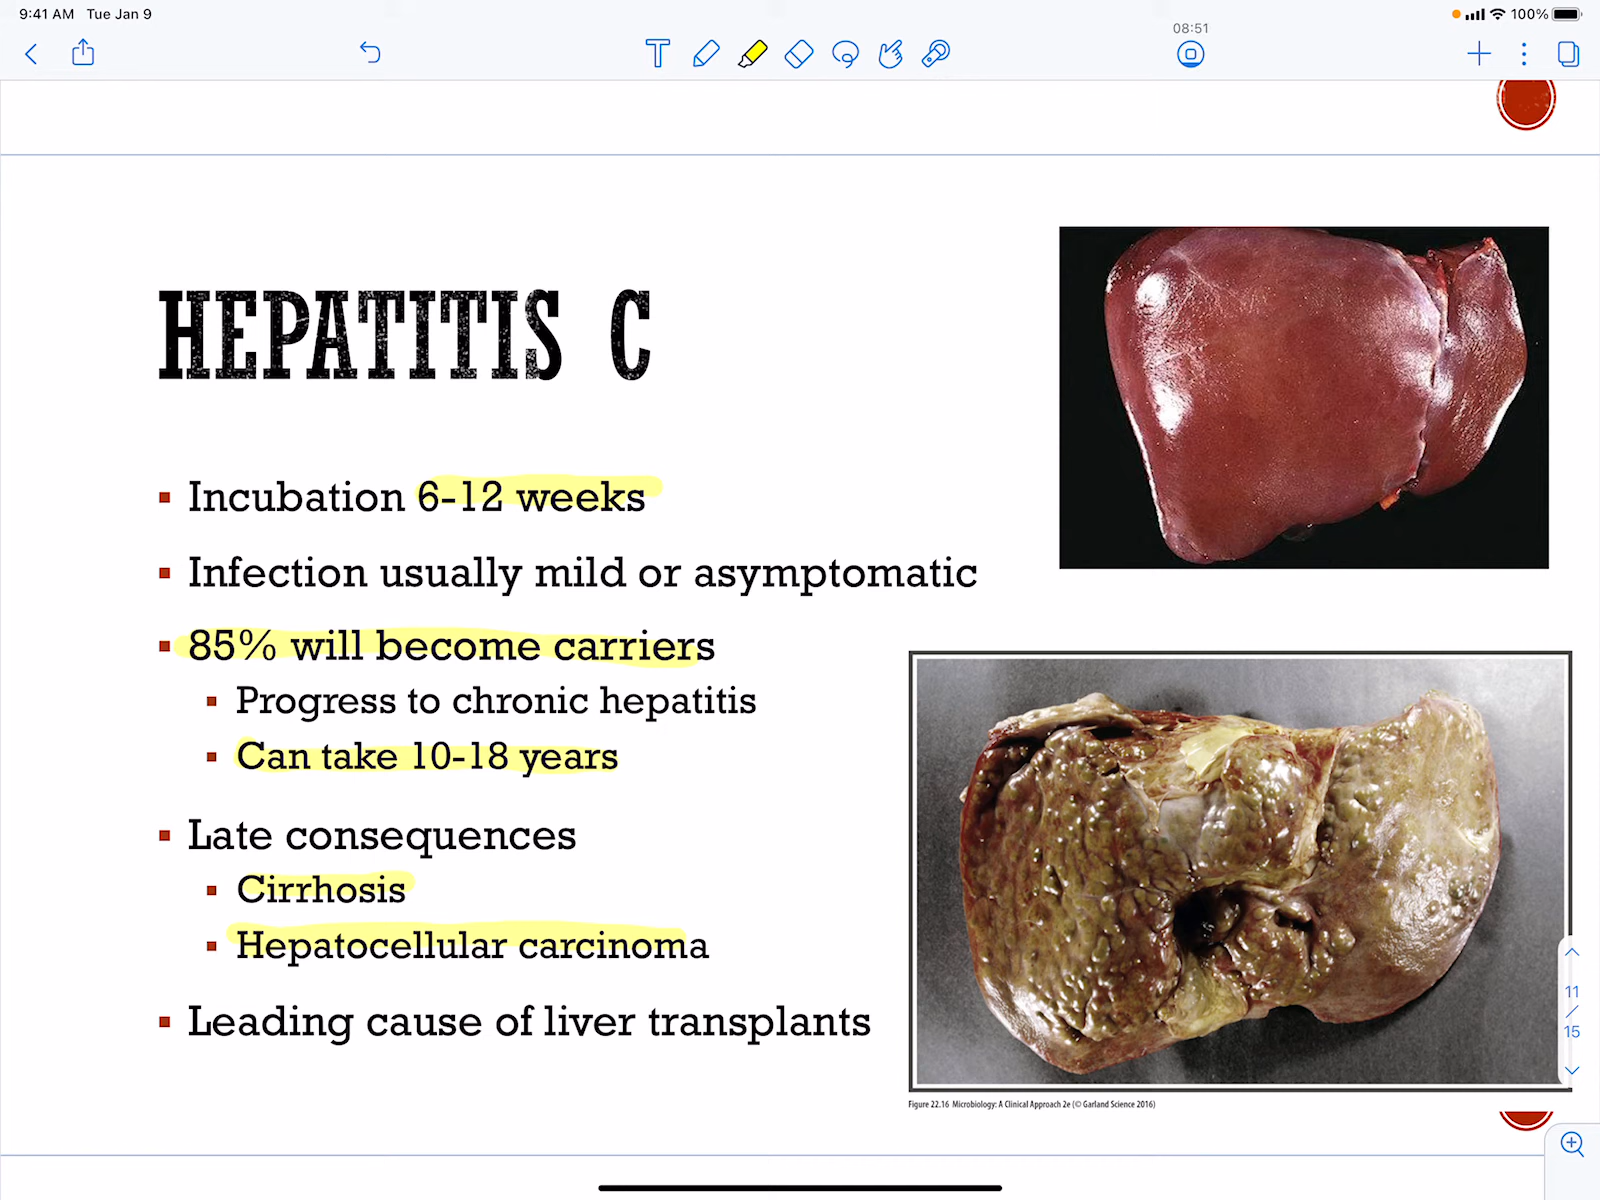 9:41 AM Tue Jan 9
100%
08:51
HEPATITIS C
Incubation 6-12 weeks
Infection usually mild or asymptomatic
85% will become carriers
Progress to chronic hepatitis
Can take 10-18 years
Late consequences
Cirrhosis
Hepatocellular carcinoma
Leading cause of liver transplants
11
/
15
Figure 22.16 Microbiology: A Clinical Approach 2e (© Garland Science 2016)